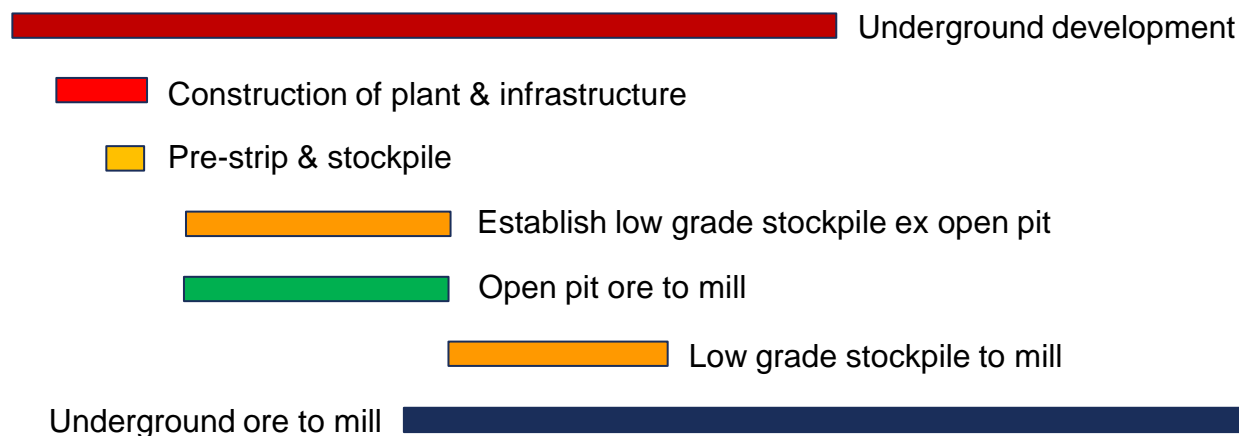 Underground development
Construction of plant & infrastructure
Pre-strip & stockpile
Establish low grade stockpile ex open pit
Open pit ore to mill
Low grade stockpile to mill
Underground ore to mill